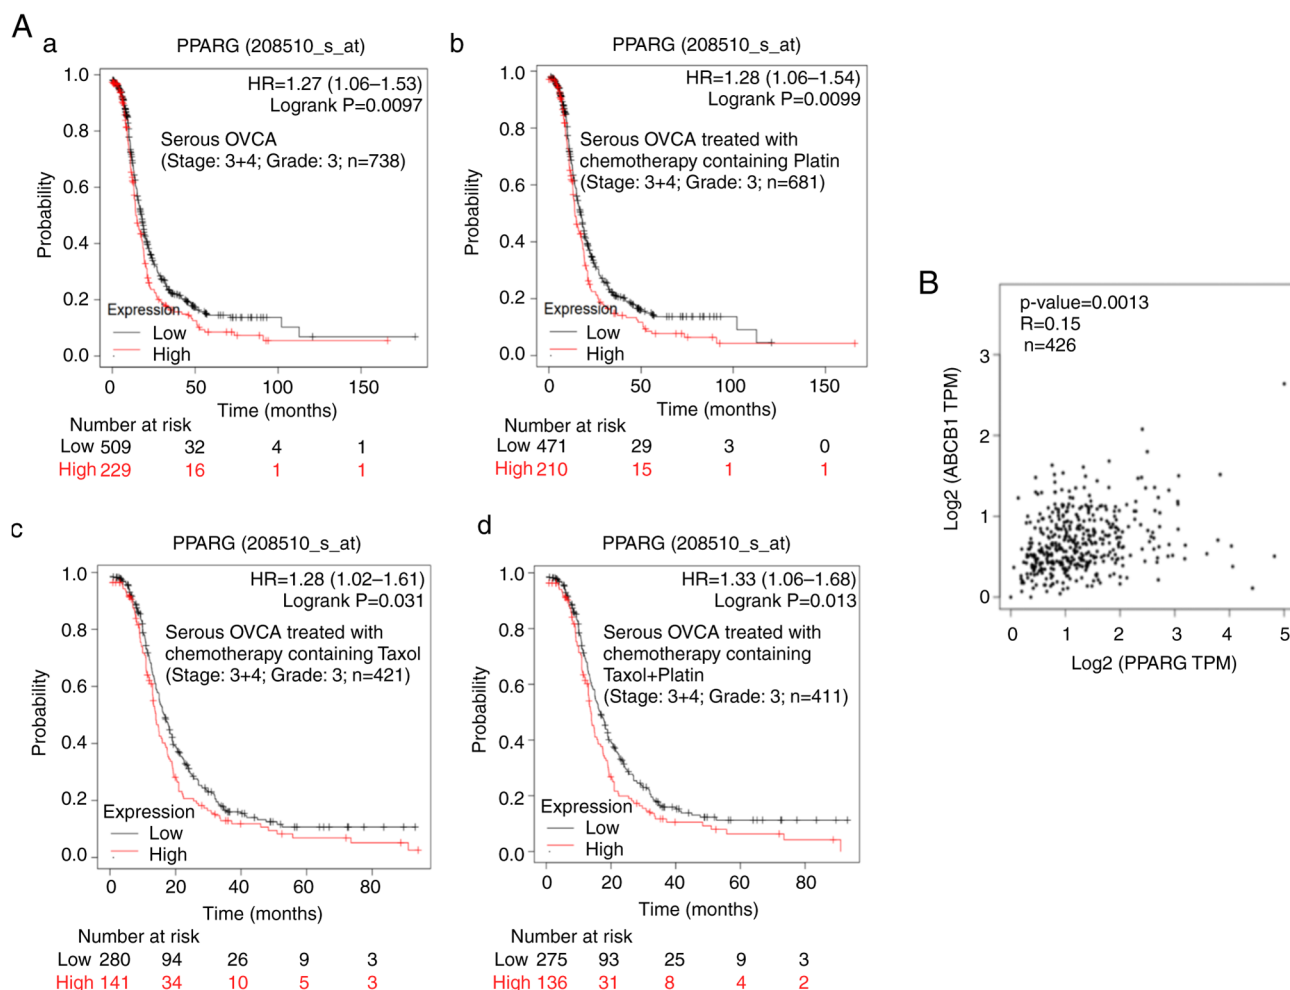 A
a
PPARG (208510_s_at)
HR=1.27 (1.06–1.53)
Logrank P=0.0097
Serous OVCA
(Stage: 3+4; Grade: 3; n=738)
Probability
1.0
0.8
0.6
0.4
0.2
0.0
Expression
Low
High
0 50 100 150
Time (months)
Number at risk
Low 509 32 4 1
High 229 16 1 1
b
PPARG (208510_s_at)
HR=1.28 (1.06–1.54)
Logrank P=0.0099
Serous OVCA treated with
chemotherapy containing Platin
(Stage: 3+4; Grade: 3; n=681)
Probability
1.0
0.8
0.6
0.4
0.2
0.0
Expression
Low
High
0 50 100 150
Time (months)
Number at risk
Low 471 29 3 0
High 210 15 1 1
c
PPARG (208510_s_at)
HR=1.28 (1.02–1.61)
Logrank P=0.031
Serous OVCA treated with
chemotherapy containing Taxol
(Stage: 3+4; Grade: 3; n=421)
Probability
1.0
0.8
0.6
0.4
0.2
0.0
Expression
Low
High
0 20 40 60 80
Time (months)
Number at risk
Low 280 94 26 9 3
High 141 34 10 5 3
d
PPARG (208510_s_at)
HR=1.33 (1.06–1.68)
Logrank P=0.013
Serous OVCA treated with
chemotherapy containing
Taxol+Platin
(Stage: 3+4; Grade: 3; n=411)
Probability
1.0
0.8
0.6
0.4
0.2
0.0
Expression
Low
High
0 20 40 60 80
Time (months)
Number at risk
Low 275 93 25 9 3
High 136 31 8 4 2
B
p-value=0.0013
R=0.15
n=426
Log2 (ABCB1 TPM)
3
2
1
0
0 1 2 3 4 5
Log2 (PPARG TPM)